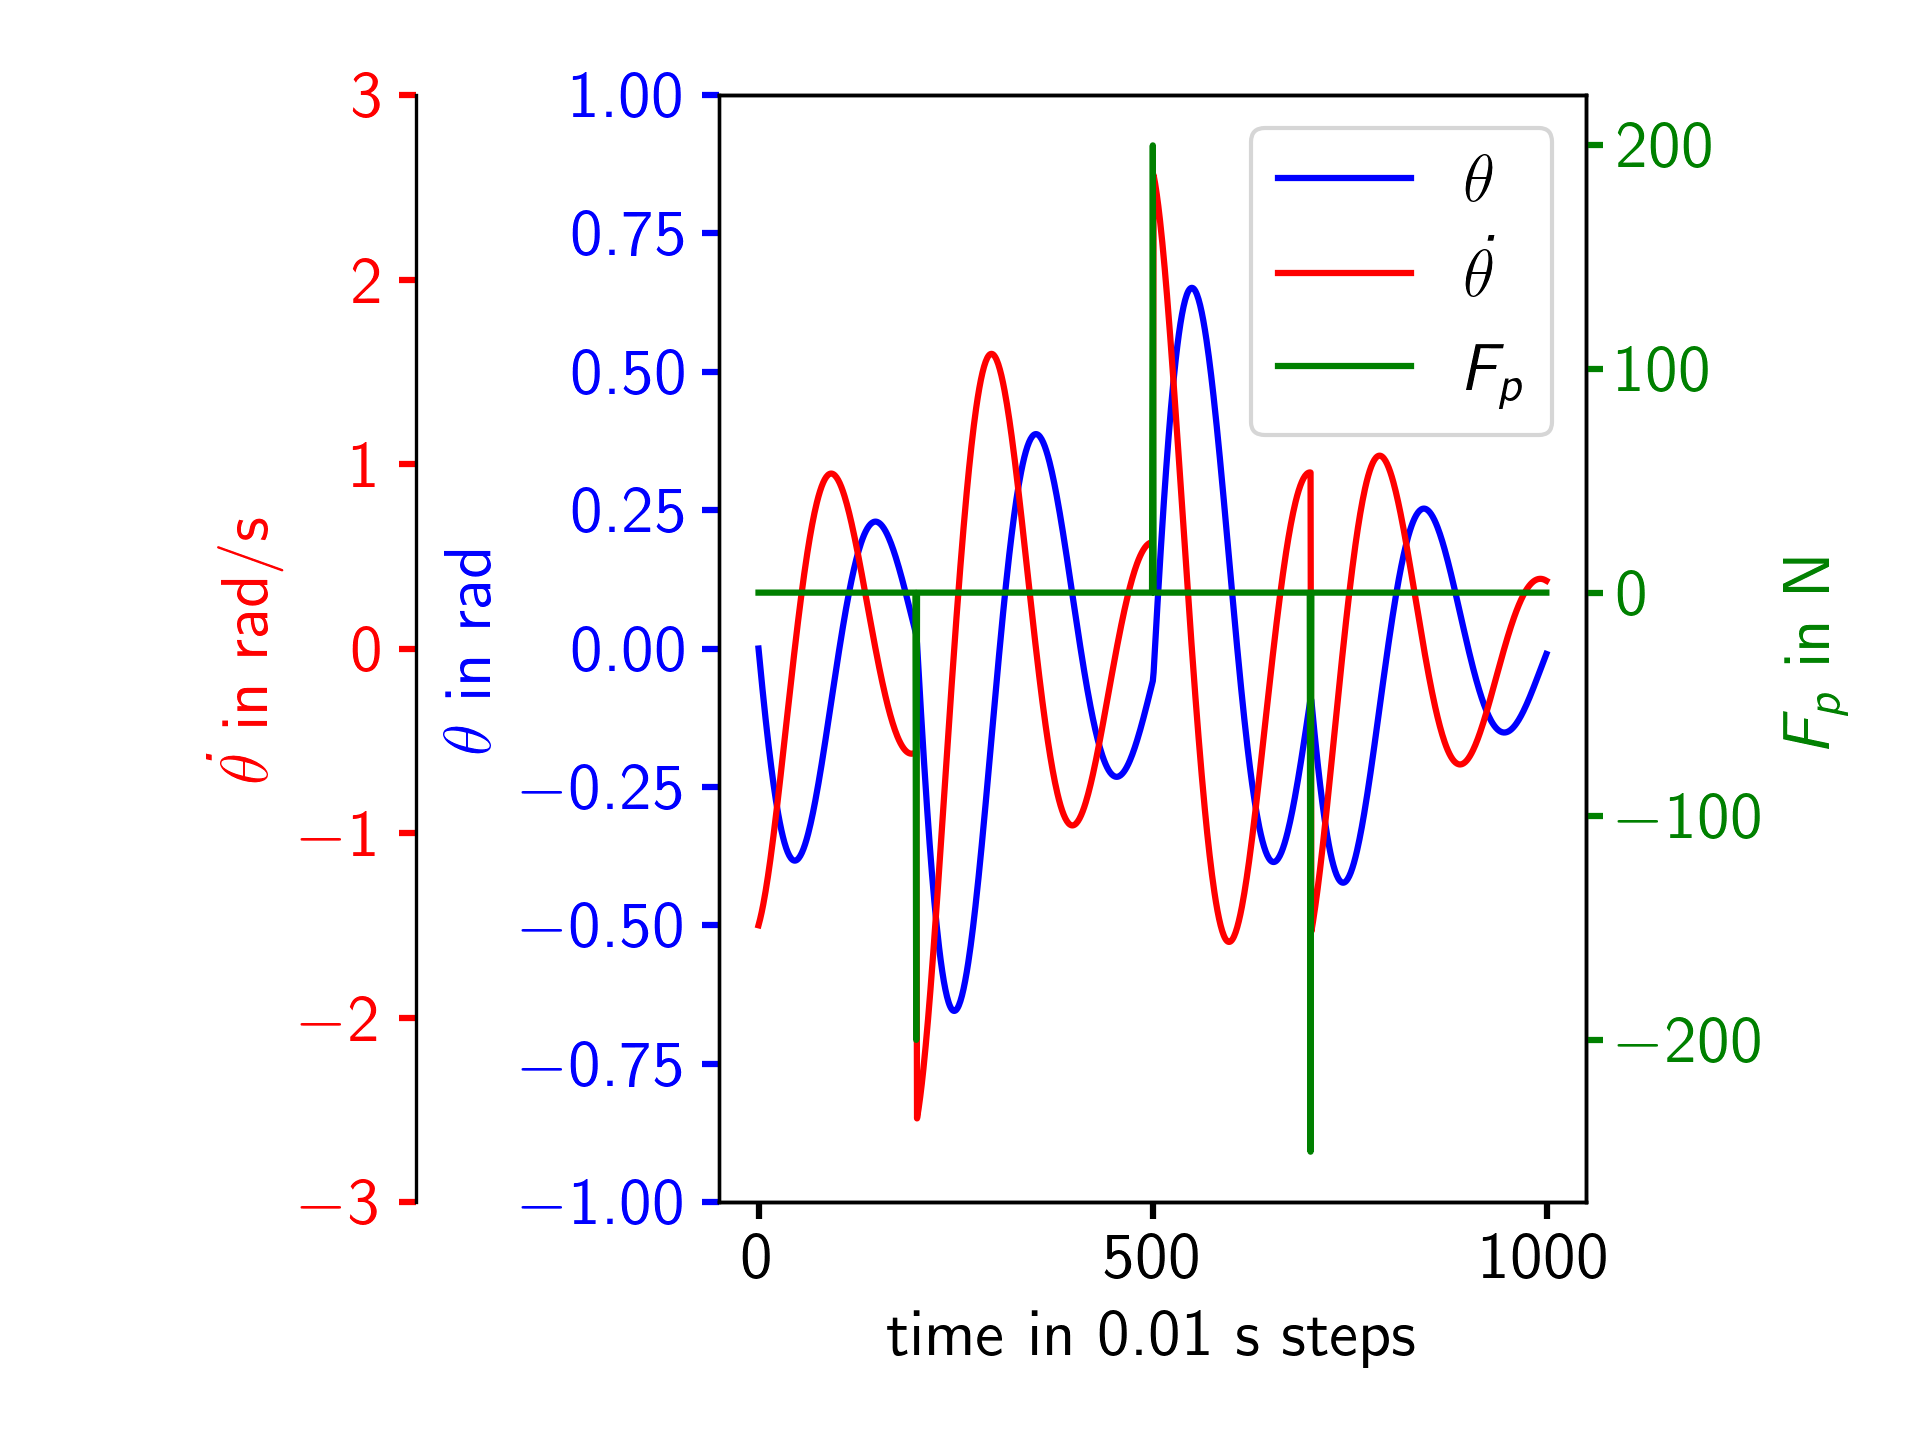 3
2
1
0
−1
−2
−3
θ̇ in rad/s
1.00
0.75
0.50
0.25
0.00
−0.25
−0.50
−0.75
−1.00
θ in rad
θ
θ̇
Fₚ
200
100
0
−100
−200
Fₚ in N
0 500 1000
time in 0.01 s steps